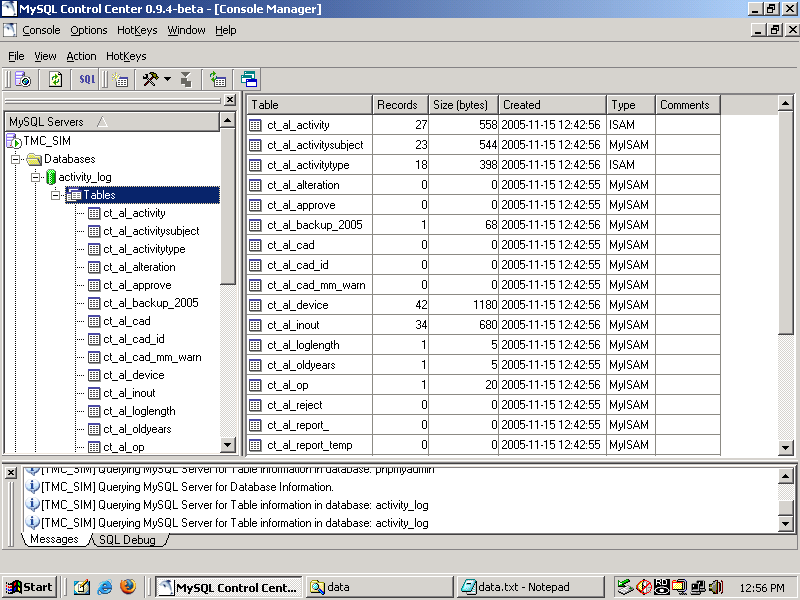 MySQL Control Center 0.9.4-beta - [Console Manager]
Console Options HotKeys Window Help
File View Action HotKeys
SQL
MySQL Servers
TMC_SIM
Databases
activity_log
Tables
ct_al_activity
ct_al_activitysubject
ct_al_activitytype
ct_al_alteration
ct_al_approve
ct_al_backup_2005
ct_al_cad
ct_al_cad_id
ct_al_cad_mm_warn
ct_al_device
ct_al_inout
ct_al_loglength
ct_al_oldyears
ct_al_op
Table Records Size (bytes) Created Type Comments
ct_al_activity 27 558 2005-11-15 12:42:56 ISAM
ct_al_activitysubject 23 544 2005-11-15 12:42:56 MyISAM
ct_al_activitytype 18 398 2005-11-15 12:42:56 ISAM
ct_al_alteration 0 0 2005-11-15 12:42:55 MyISAM
ct_al_approve 0 0 2005-11-15 12:42:55 MyISAM
ct_al_backup_2005 1 68 2005-11-15 12:42:56 MyISAM
ct_al_cad 0 0 2005-11-15 12:42:55 MyISAM
ct_al_cad_id 0 0 2005-11-15 12:42:55 MyISAM
ct_al_cad_mm_warn 0 0 2005-11-15 12:42:56 MyISAM
ct_al_device 42 1180 2005-11-15 12:42:56 MyISAM
ct_al_inout 34 680 2005-11-15 12:42:56 MyISAM
ct_al_loglength 1 5 2005-11-15 12:42:56 MyISAM
ct_al_oldyears 1 5 2005-11-15 12:42:55 MyISAM
ct_al_op 1 20 2005-11-15 12:42:56 MyISAM
ct_al_reject 0 0 2005-11-15 12:42:55 MyISAM
ct_al_report_ 0 0 2005-11-15 12:42:55 MyISAM
ct_al_report_temp 0 0 2005-11-15 12:42:55 MyISAM
[TMC_SIM] Querying MySQL Server for Table information in database: phpmyadmin
[TMC_SIM] Querying MySQL Server for Database Information.
[TMC_SIM] Querying MySQL Server for Table information in database: activity_log
[TMC_SIM] Querying MySQL Server for Table information in database: activity_log
Messages SQL Debug
Start MySQL Control Cent... data data.txt - Notepad 12:56 PM